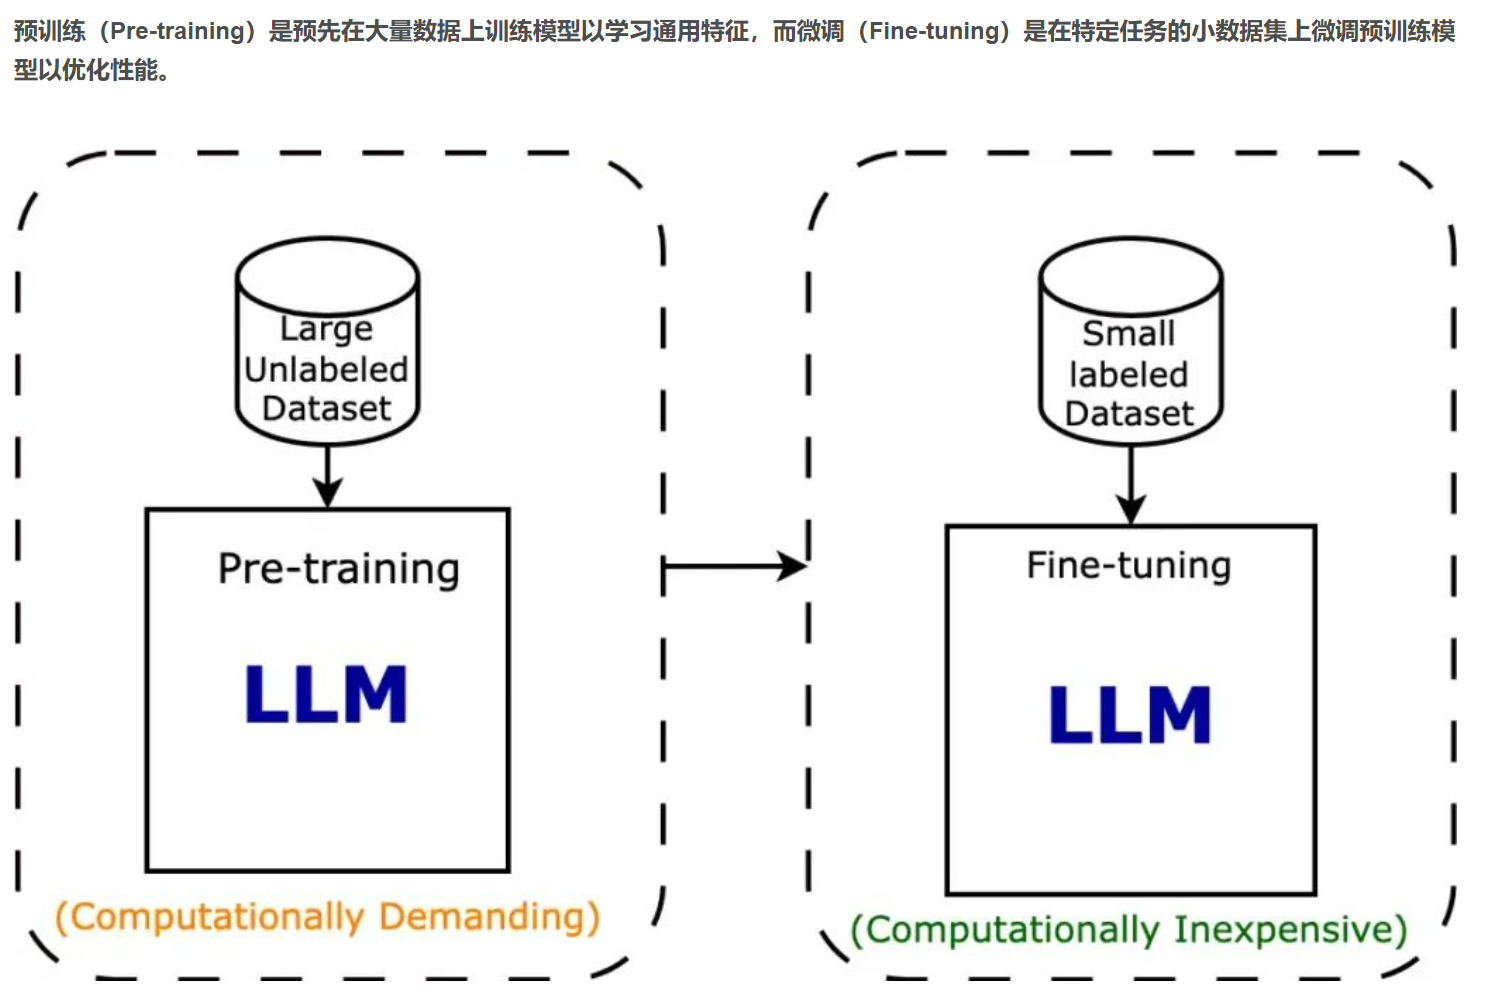 预训练（Pre-training）是预先在大量数据上训练模型以学习通用特征，而微调（Fine-tuning）是在特定任务的小数据集上微调预训练模
型以优化性能。
Large
Unlabeled
Dataset
Pre-training
LLM
(Computationally Demanding)
Small
labeled
Dataset
Fine-tuning
LLM
(Computationally Inexpensive)